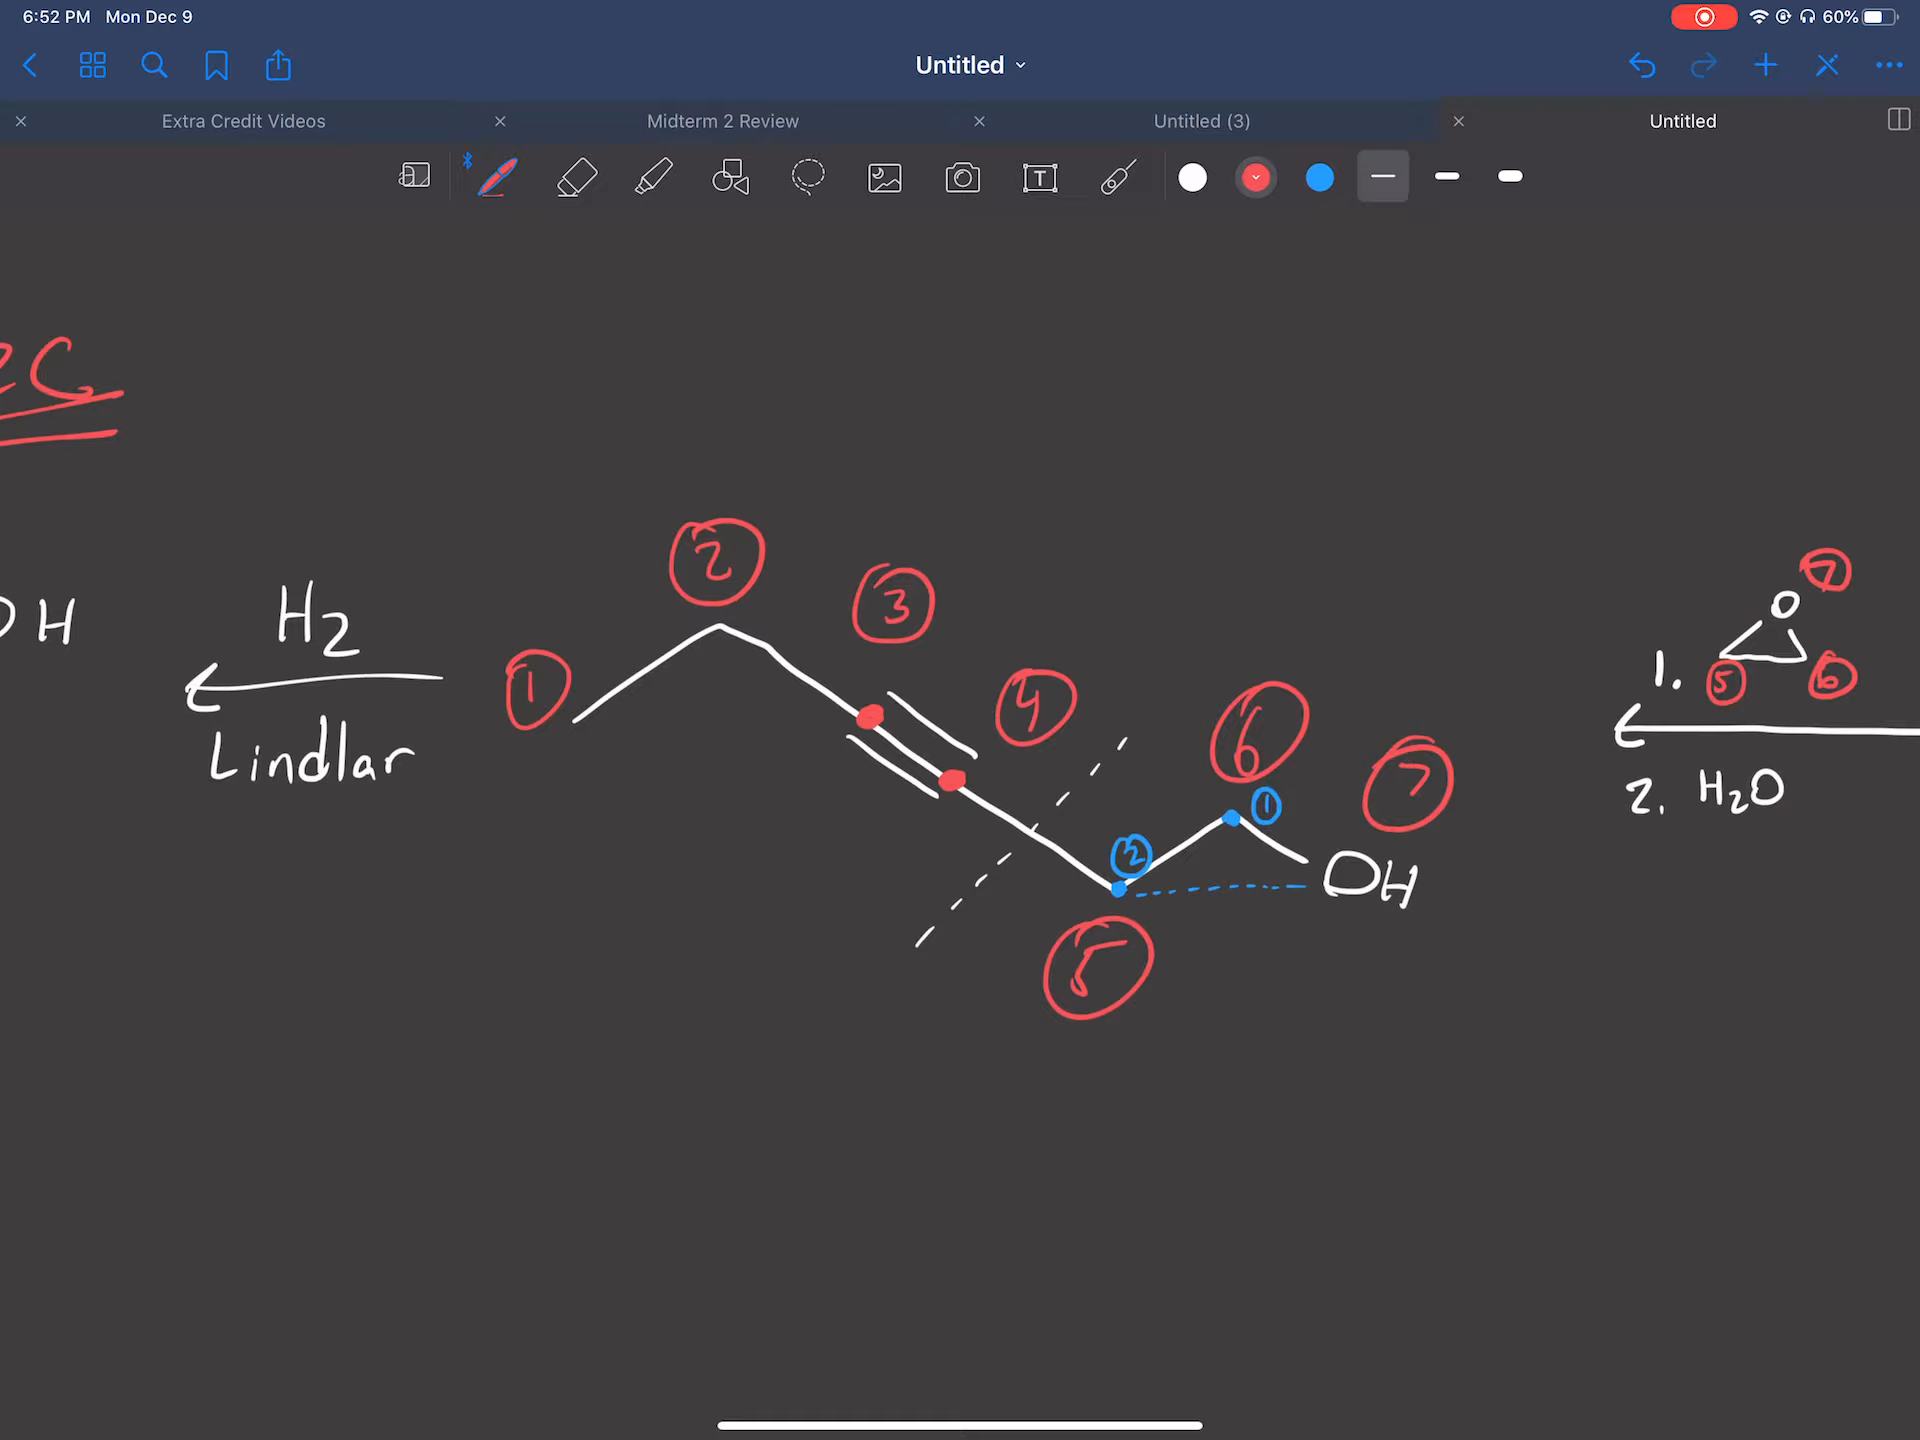 6:52 PM Mon Dec 9
60%
Untitled
Extra Credit Videos
Midterm 2 Review
Untitled (3)
Untitled
T
C
OH
H2
Lindlar
1
2
3
4
5
6
7
1
2
OH
O
7
5
6
1.
2. H2O